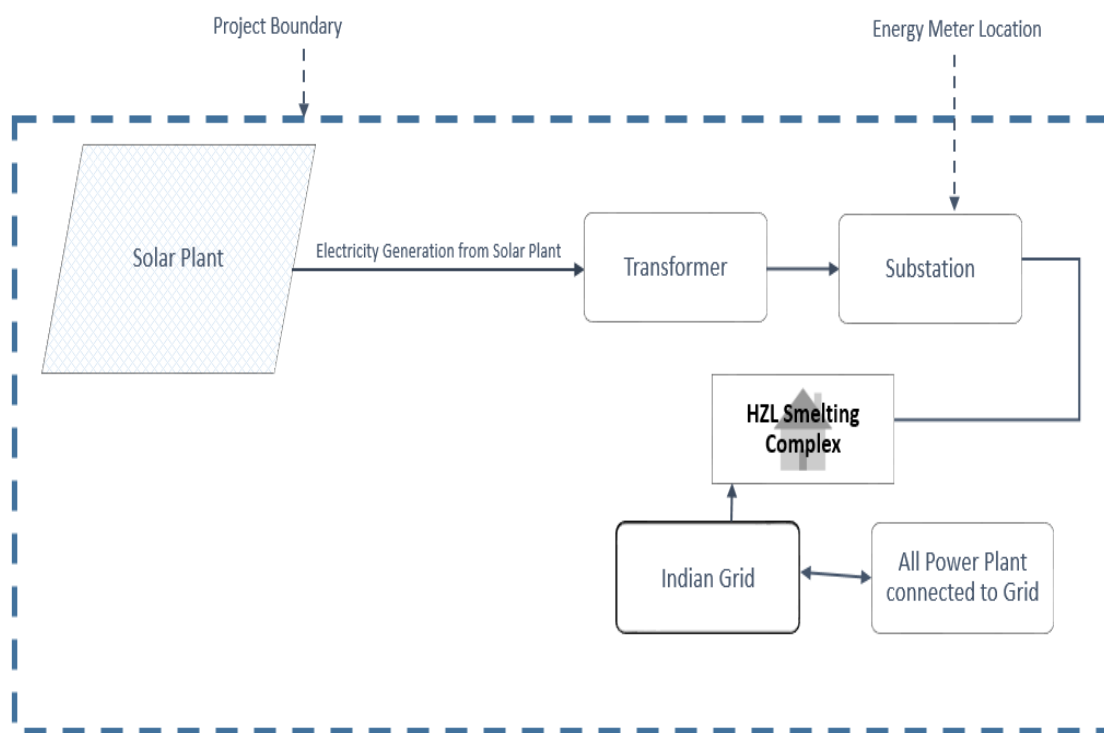 Project Boundary
Energy Meter Location
Solar Plant
Electricity Generation from Solar Plant
Transformer
Substation
HZL Smelting
Complex
Indian Grid
All Power Plant
connected to Grid